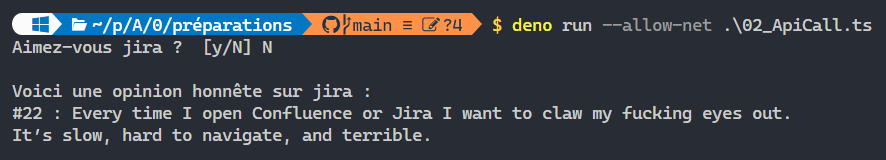 ~/p/A/0/préparations main ≡ ?4 $ deno run --allow-net .\02_ApiCall.ts
Aimez-vous jira ?  [y/N] N
Voici une opinion honnête sur jira :
#22 : Every time I open Confluence or Jira I want to claw my fucking eyes out.
It’s slow, hard to navigate, and terrible.